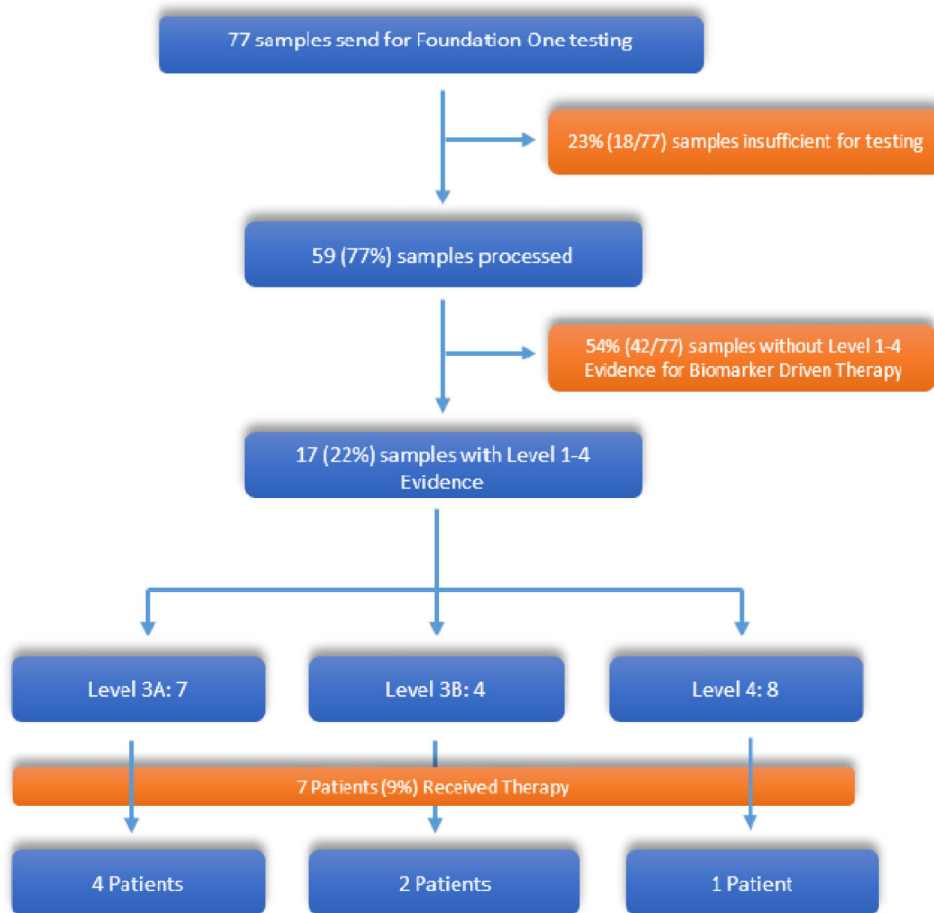 77 samples send for Foundation One testing
23% (18/77) samples insufficient for testing
59 (77%) samples processed
54% (42/77) samples without Level 1-4
Evidence for Biomarker Driven Therapy
17 (22%) samples with Level 1-4
Evidence
Level 3A: 7
Level 3B: 4
Level 4: 8
7 Patients (9%) Received Therapy
4 Patients
2 Patients
1 Patient